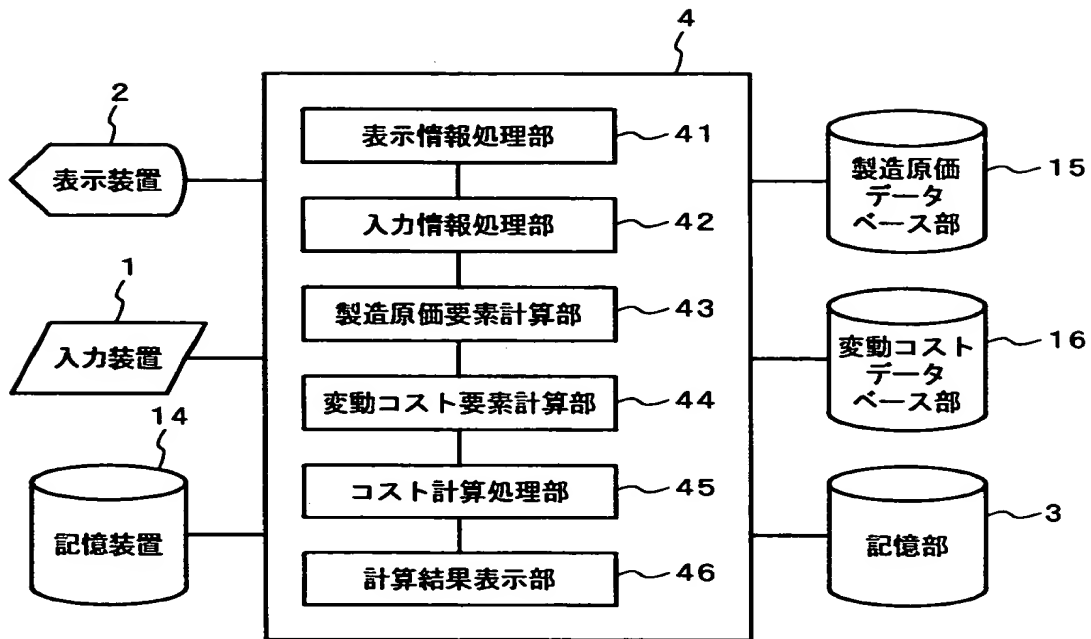 4
2
表示装置
1
入力装置
14
記憶装置
表示情報処理部
41
入力情報処理部
42
製造原価要素計算部
43
変動コスト要素計算部
44
コスト計算処理部
45
計算結果表示部
46
製造原価
データ
ベース部
15
変動コスト
データ
ベース部
16
記憶部
3